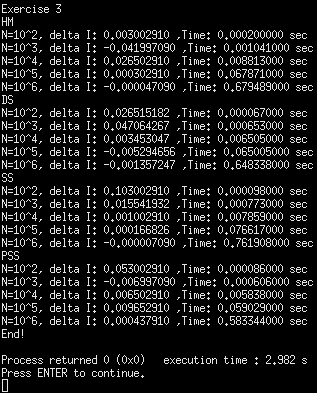 Exercise 3
HM
N=10^2, delta I: 0.003002910 ,Time: 0.000200000 sec
N=10^3, delta I: -0.041997090 ,Time: 0.001041000 sec
N=10^4, delta I: 0.026502910 ,Time: 0.008813000 sec
N=10^5, delta I: 0.000302910 ,Time: 0.067871000 sec
N=10^6, delta I: -0.000047090 ,Time: 0.679489000 sec
DS
N=10^2, delta I: 0.026515182 ,Time: 0.000067000 sec
N=10^3, delta I: 0.047064267 ,Time: 0.000653000 sec
N=10^4, delta I: 0.003453047 ,Time: 0.006505000 sec
N=10^5, delta I: -0.005294656 ,Time: 0.065005000 sec
N=10^6, delta I: -0.001357247 ,Time: 0.648338000 sec
SS
N=10^2, delta I: 0.103002910 ,Time: 0.000098000 sec
N=10^3, delta I: 0.015541932 ,Time: 0.000773000 sec
N=10^4, delta I: 0.001002910 ,Time: 0.007859000 sec
N=10^5, delta I: 0.000166826 ,Time: 0.076617000 sec
N=10^6, delta I: -0.000007090 ,Time: 0.761908000 sec
PSS
N=10^2, delta I: 0.053002910 ,Time: 0.000086000 sec
N=10^3, delta I: -0.006997090 ,Time: 0.000606000 sec
N=10^4, delta I: 0.006502910 ,Time: 0.005838000 sec
N=10^5, delta I: 0.009652910 ,Time: 0.059029000 sec
N=10^6, delta I: 0.000437910 ,Time: 0.583344000 sec
End!

Process returned 0 (0x0)   execution time : 2.982 s
Press ENTER to continue.